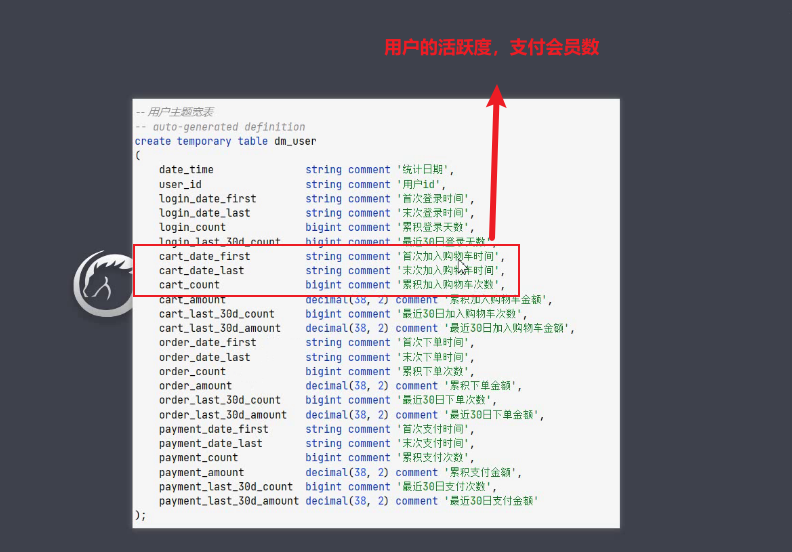 用户的活跃度，支付会员数
-- 用户主题宽表
-- auto-generated definition
create temporary table dm_user
(
date_time string comment '统计日期',
user_id string comment '用户id',
login_date_first string comment '首次登录时间',
login_date_last string comment '末次登录时间',
login_count bigint comment '累积登录天数',
login_last_30d_count bigint comment '最近30日登录天数',
cart_date_first string comment '首次加入购物车时间',
cart_date_last string comment '末次加入购物车时间',
cart_count bigint comment '累积加入购物车次数',
cart_amount decimal(38, 2) comment '累积加入购物车金额',
cart_last_30d_count bigint comment '最近30日加入购物车次数',
cart_last_30d_amount decimal(38, 2) comment '最近30日加入购物车金额',
order_date_first string comment '首次下单时间',
order_date_last string comment '末次下单时间',
order_count bigint comment '累积下单次数',
order_amount decimal(38, 2) comment '累积下单金额',
order_last_30d_count bigint comment '最近30日下单次数',
order_last_30d_amount decimal(38, 2) comment '最近30日下单金额',
payment_date_first string comment '首次支付时间',
payment_date_last string comment '末次支付时间',
payment_count bigint comment '累积支付次数',
payment_amount decimal(38, 2) comment '累积支付金额',
payment_last_30d_count bigint comment '最近30日支付次数',
payment_last_30d_amount decimal(38, 2) comment '最近30日支付金额'
);